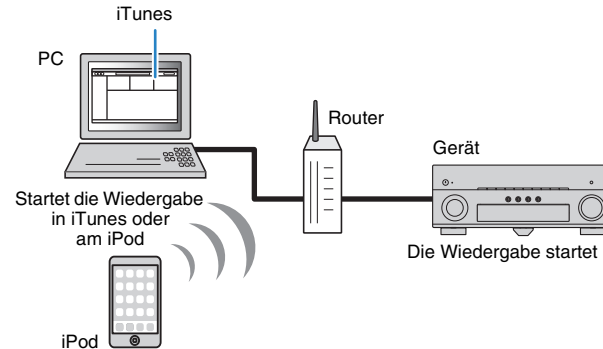 iTunes
PC
Router
Gerät
Startet die Wiedergabe
in iTunes oder
am iPod
Die Wiedergabe startet
iPod